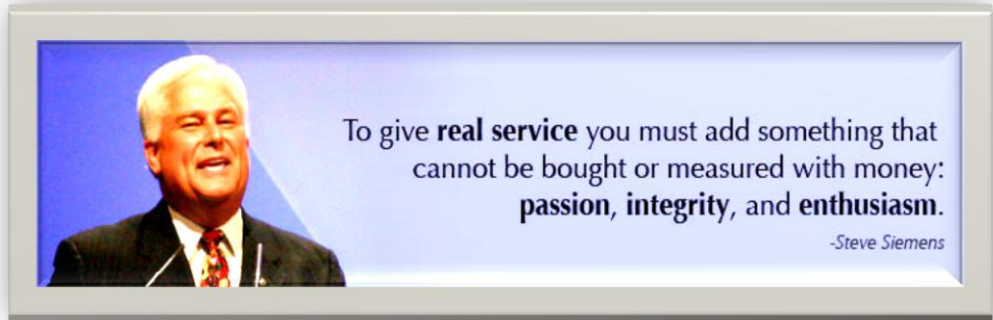 To give real service you must add something that
cannot be bought or measured with money:
passion, integrity, and enthusiasm.
-Steve Siemens